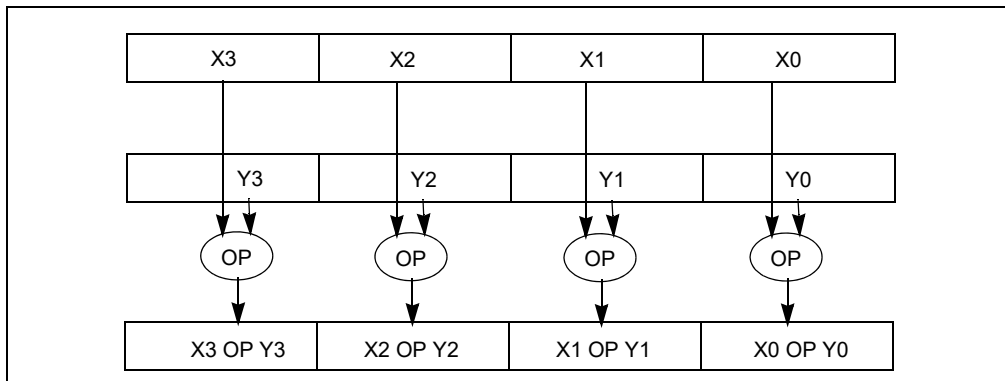 X3 X2 X1 X0
Y3 Y2 Y1 Y0
OP OP OP OP
X3 OP Y3 X2 OP Y2 X1 OP Y1 X0 OP Y0